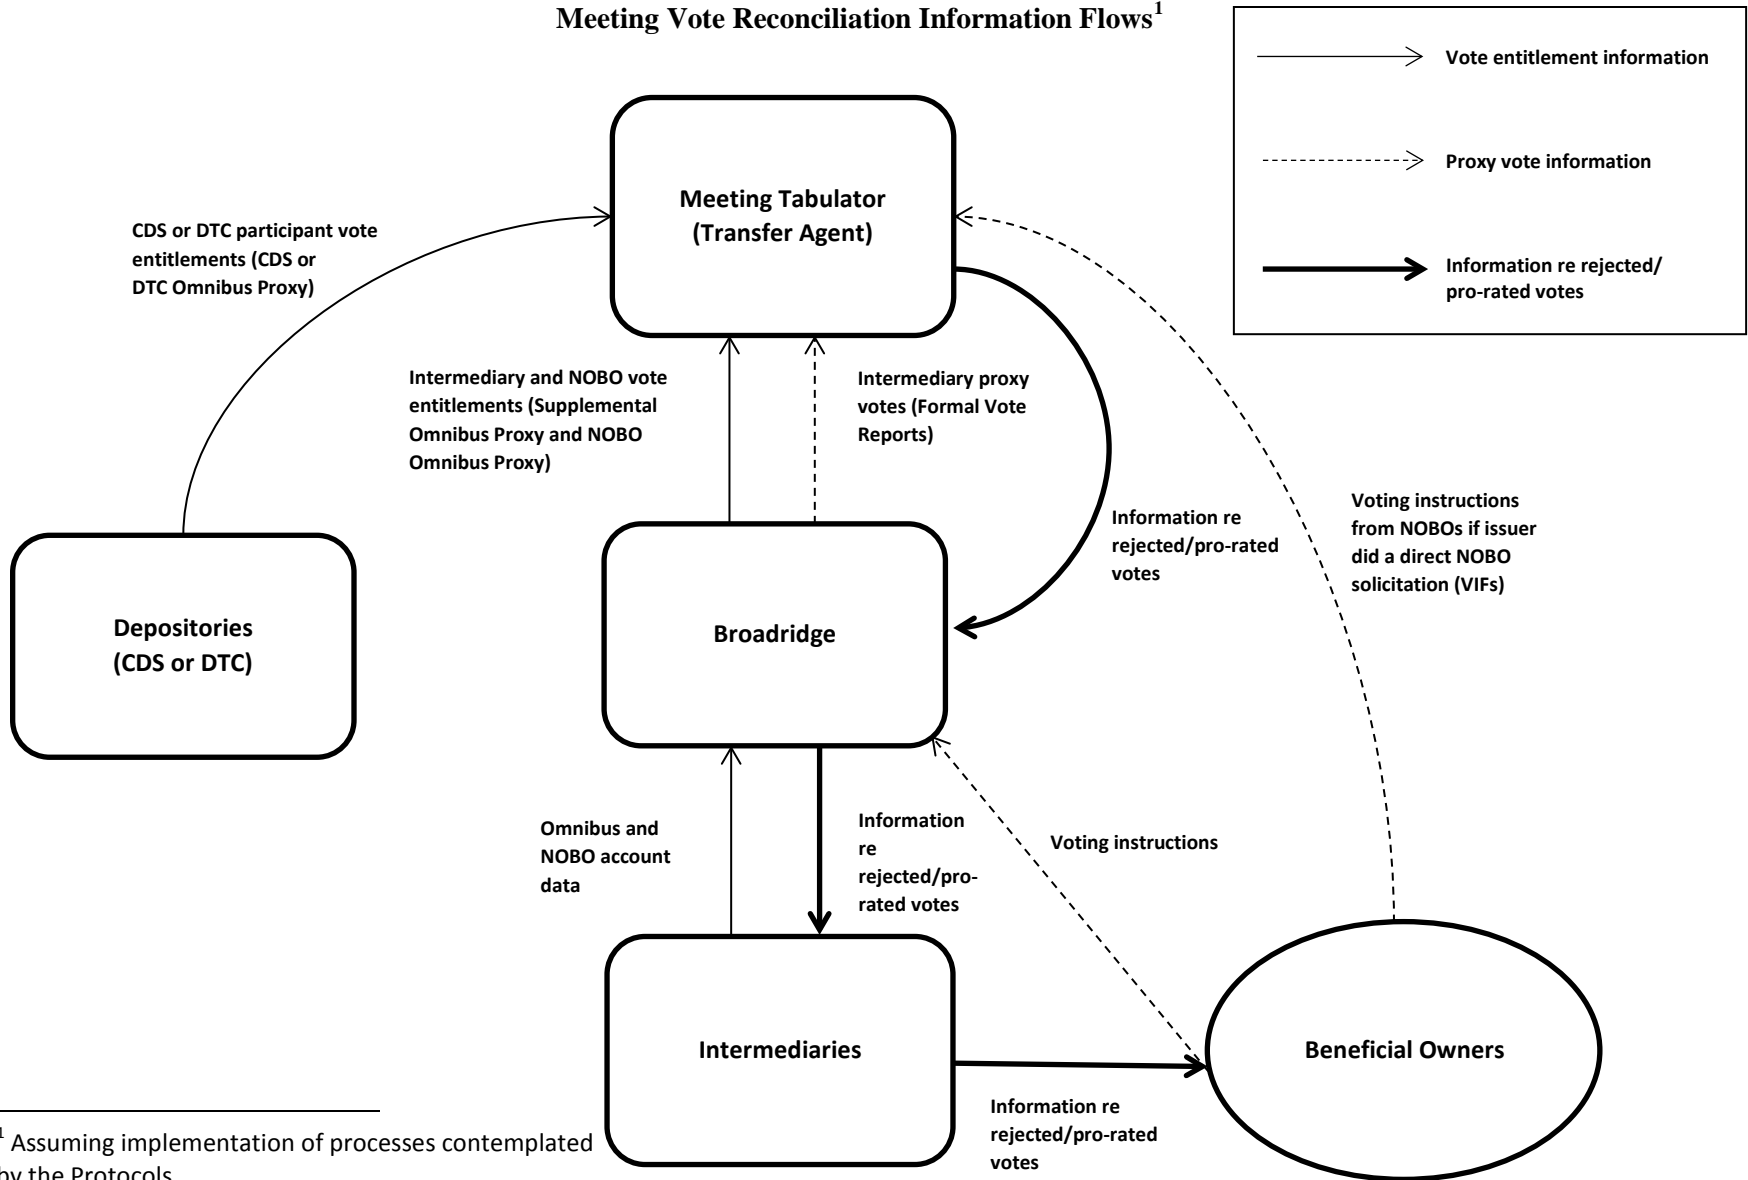 Meeting Vote Reconciliation Information Flows1
Vote entitlement information
Proxy vote information
Information re rejected/
pro-rated votes
Meeting Tabulator
(Transfer Agent)
CDS or DTC participant vote
entitlements (CDS or
DTC Omnibus Proxy)
Intermediary and NOBO vote
entitlements (Supplemental
Omnibus Proxy and NOBO
Omnibus Proxy)
Intermediary proxy
votes (Formal Vote
Reports)
Information re
rejected/pro-rated
votes
Voting instructions
from NOBOs if issuer
did a direct NOBO
solicitation (VIFs)
Depositories
(CDS or DTC)
Broadridge
Omnibus and
NOBO account
data
Information
re
rejected/pro-
rated votes
Voting instructions
Intermediaries
Beneficial Owners
Information re
rejected/pro-rated
votes
1 Assuming implementation of processes contemplated
by the Protocols